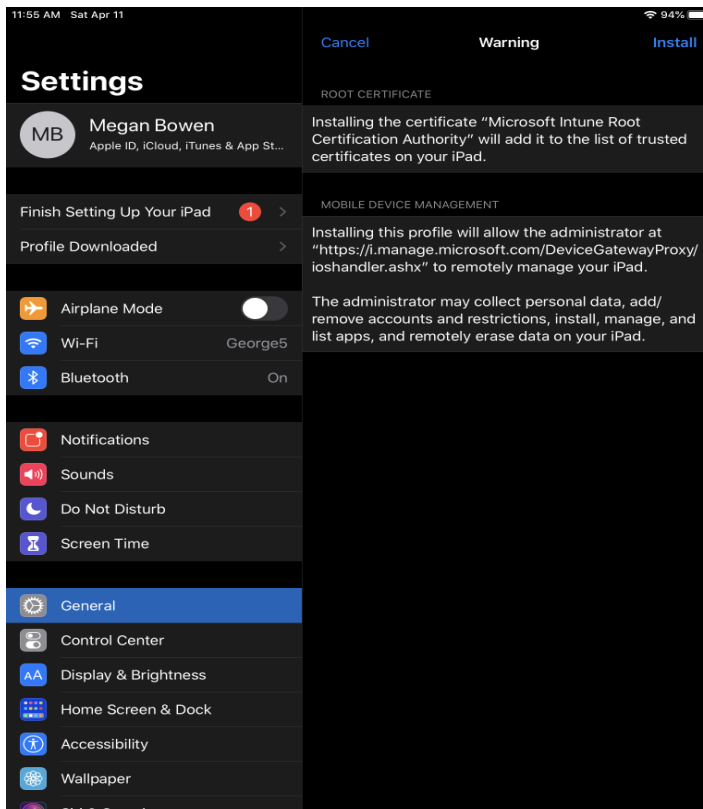 11:55 AM Sat Apr 11
94%
Settings
MB
Megan Bowen
Apple ID, iCloud, iTunes & App St...
Finish Setting Up Your iPad 1
Profile Downloaded
Airplane Mode
Wi-Fi George5
Bluetooth On
Notifications
Sounds
Do Not Disturb
Screen Time
General
Control Center
AA Display & Brightness
Home Screen & Dock
Accessibility
Wallpaper
Cancel Warning Install
ROOT CERTIFICATE
Installing the certificate “Microsoft Intune Root
Certification Authority” will add it to the list of trusted
certificates on your iPad.
MOBILE DEVICE MANAGEMENT
Installing this profile will allow the administrator at
“https://i.manage.microsoft.com/DeviceGatewayProxy/
ioshandler.ashx” to remotely manage your iPad.
The administrator may collect personal data, add/
remove accounts and restrictions, install, manage, and
list apps, and remotely erase data on your iPad.